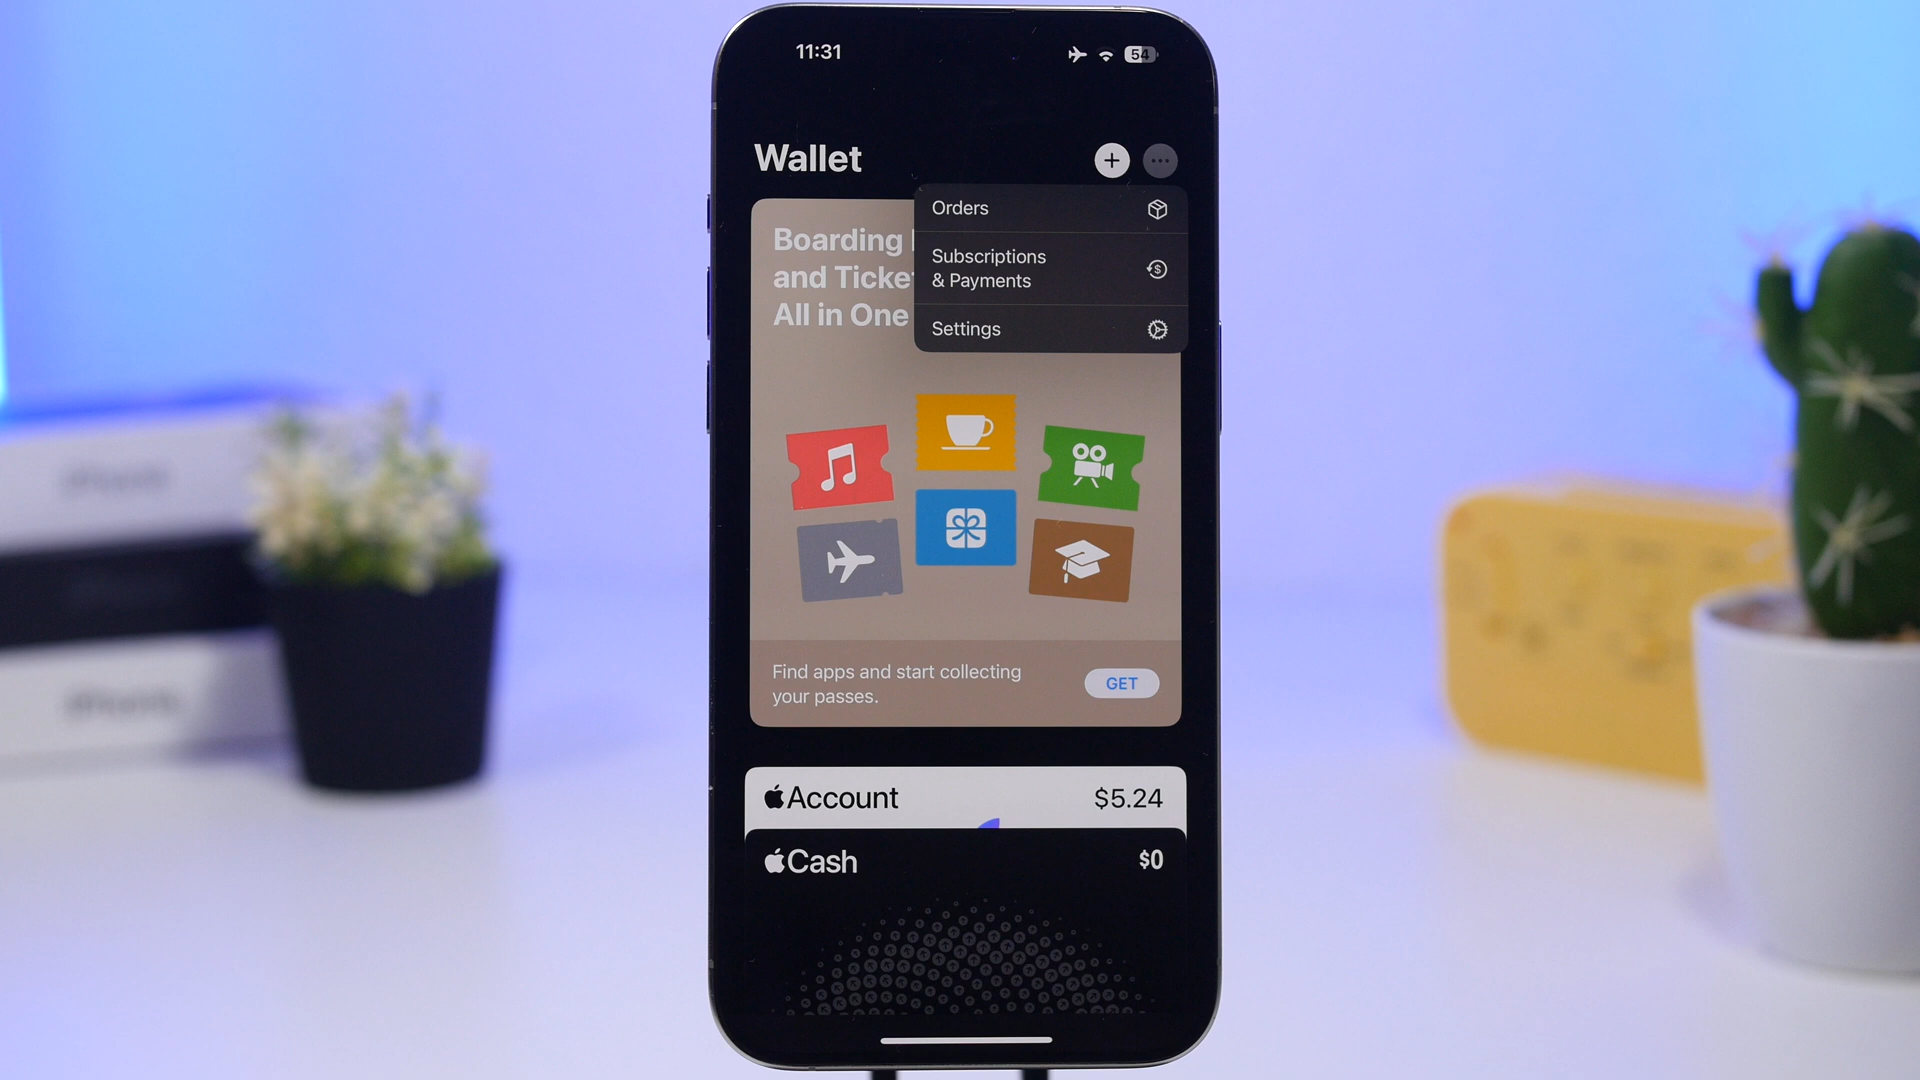 11:31
54
Wallet
Orders
Subscriptions
& Payments
Settings
Boarding
and Ticke
All in One
Find apps and start collecting
your passes.
GET
Account
$5.24
Cash
$0